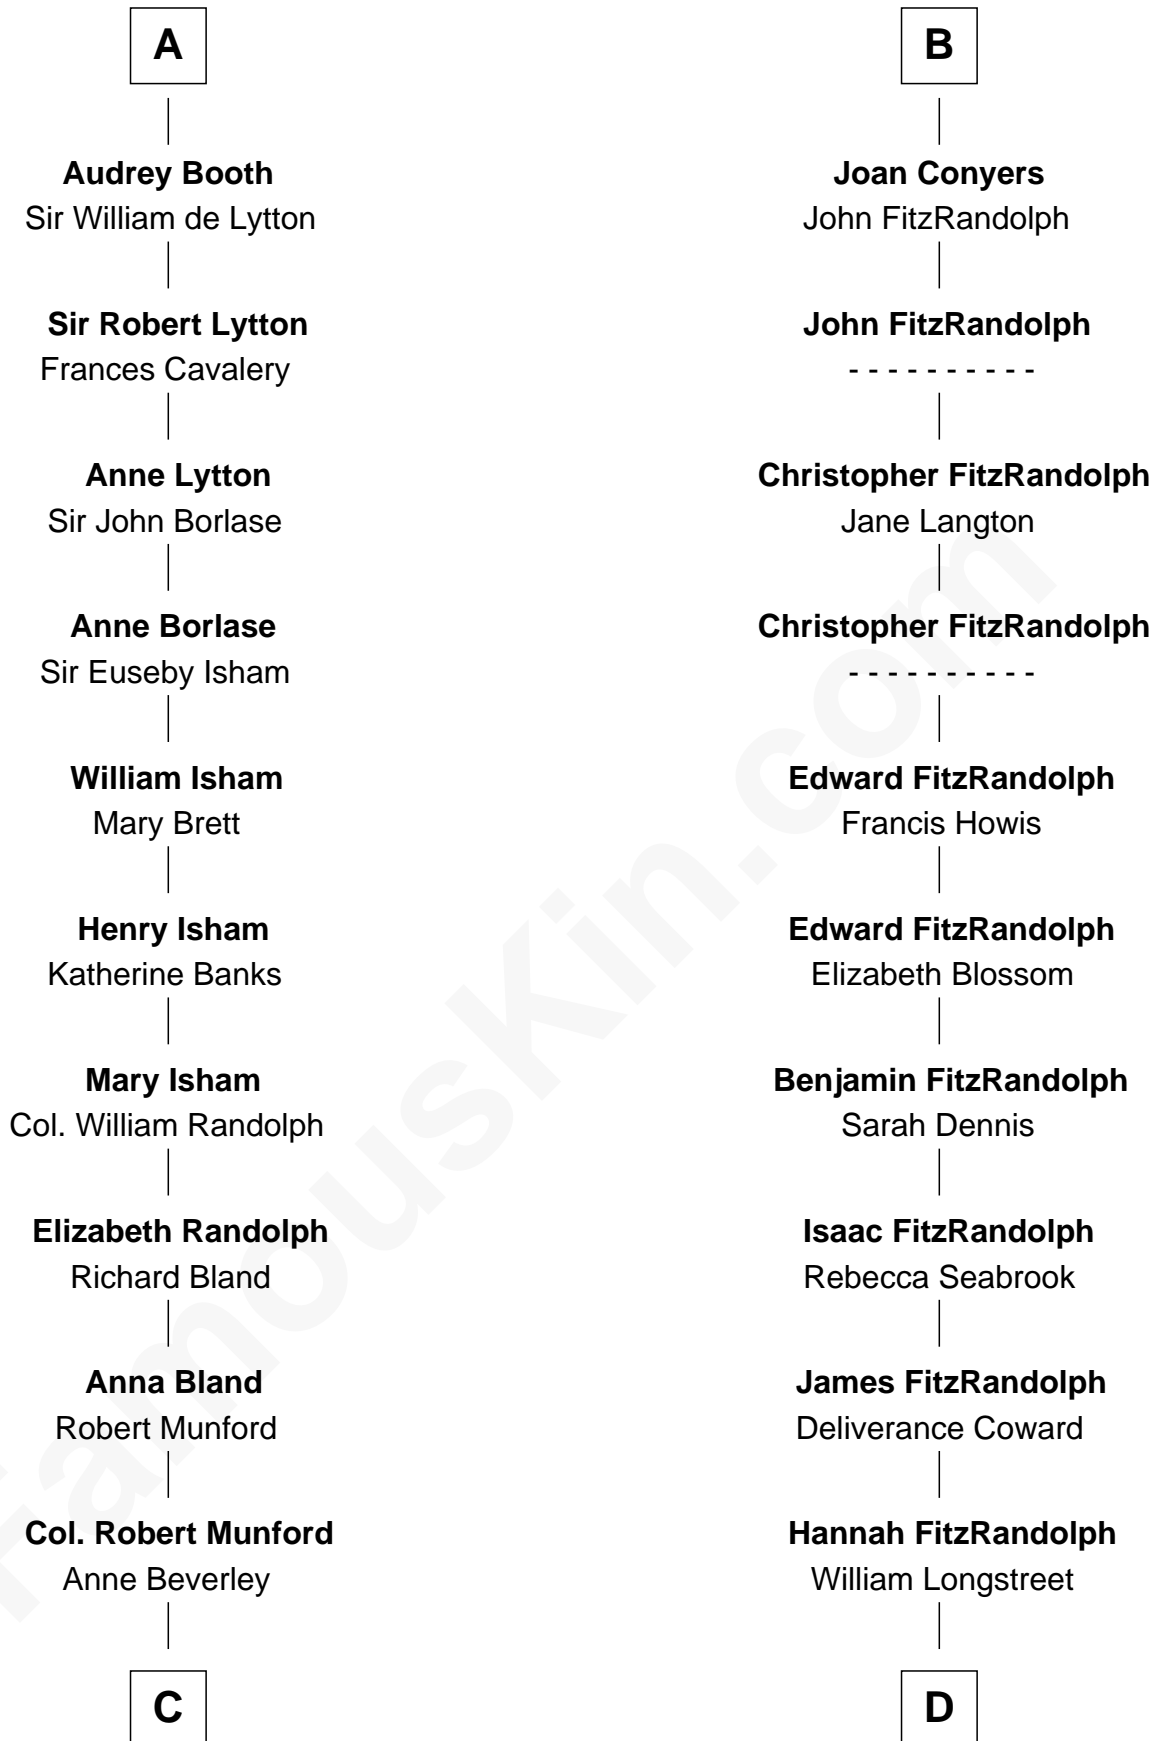 A
Audrey Booth
Sir William de Lytton
Sir Robert Lytton
Frances Cavalery
Anne Lytton
Sir John Borlase
Anne Borlase
Sir Euseby Isham
William Isham
Mary Brett
Henry Isham
Katherine Banks
Mary Isham
Col. William Randolph
Elizabeth Randolph
Richard Bland
Anna Bland
Robert Munford
Col. Robert Munford
Anne Beverley
C
B
Joan Conyers
John FitzRandolph
John FitzRandolph
- - - - - - - - - -
Christopher FitzRandolph
Jane Langton
Christopher FitzRandolph
- - - - - - - - - -
Edward FitzRandolph
Francis Howis
Edward FitzRandolph
Elizabeth Blossom
Benjamin FitzRandolph
Sarah Dennis
Isaac FitzRandolph
Rebecca Seabrook
James FitzRandolph
Deliverance Coward
Hannah FitzRandolph
William Longstreet
D
FamousKin.com